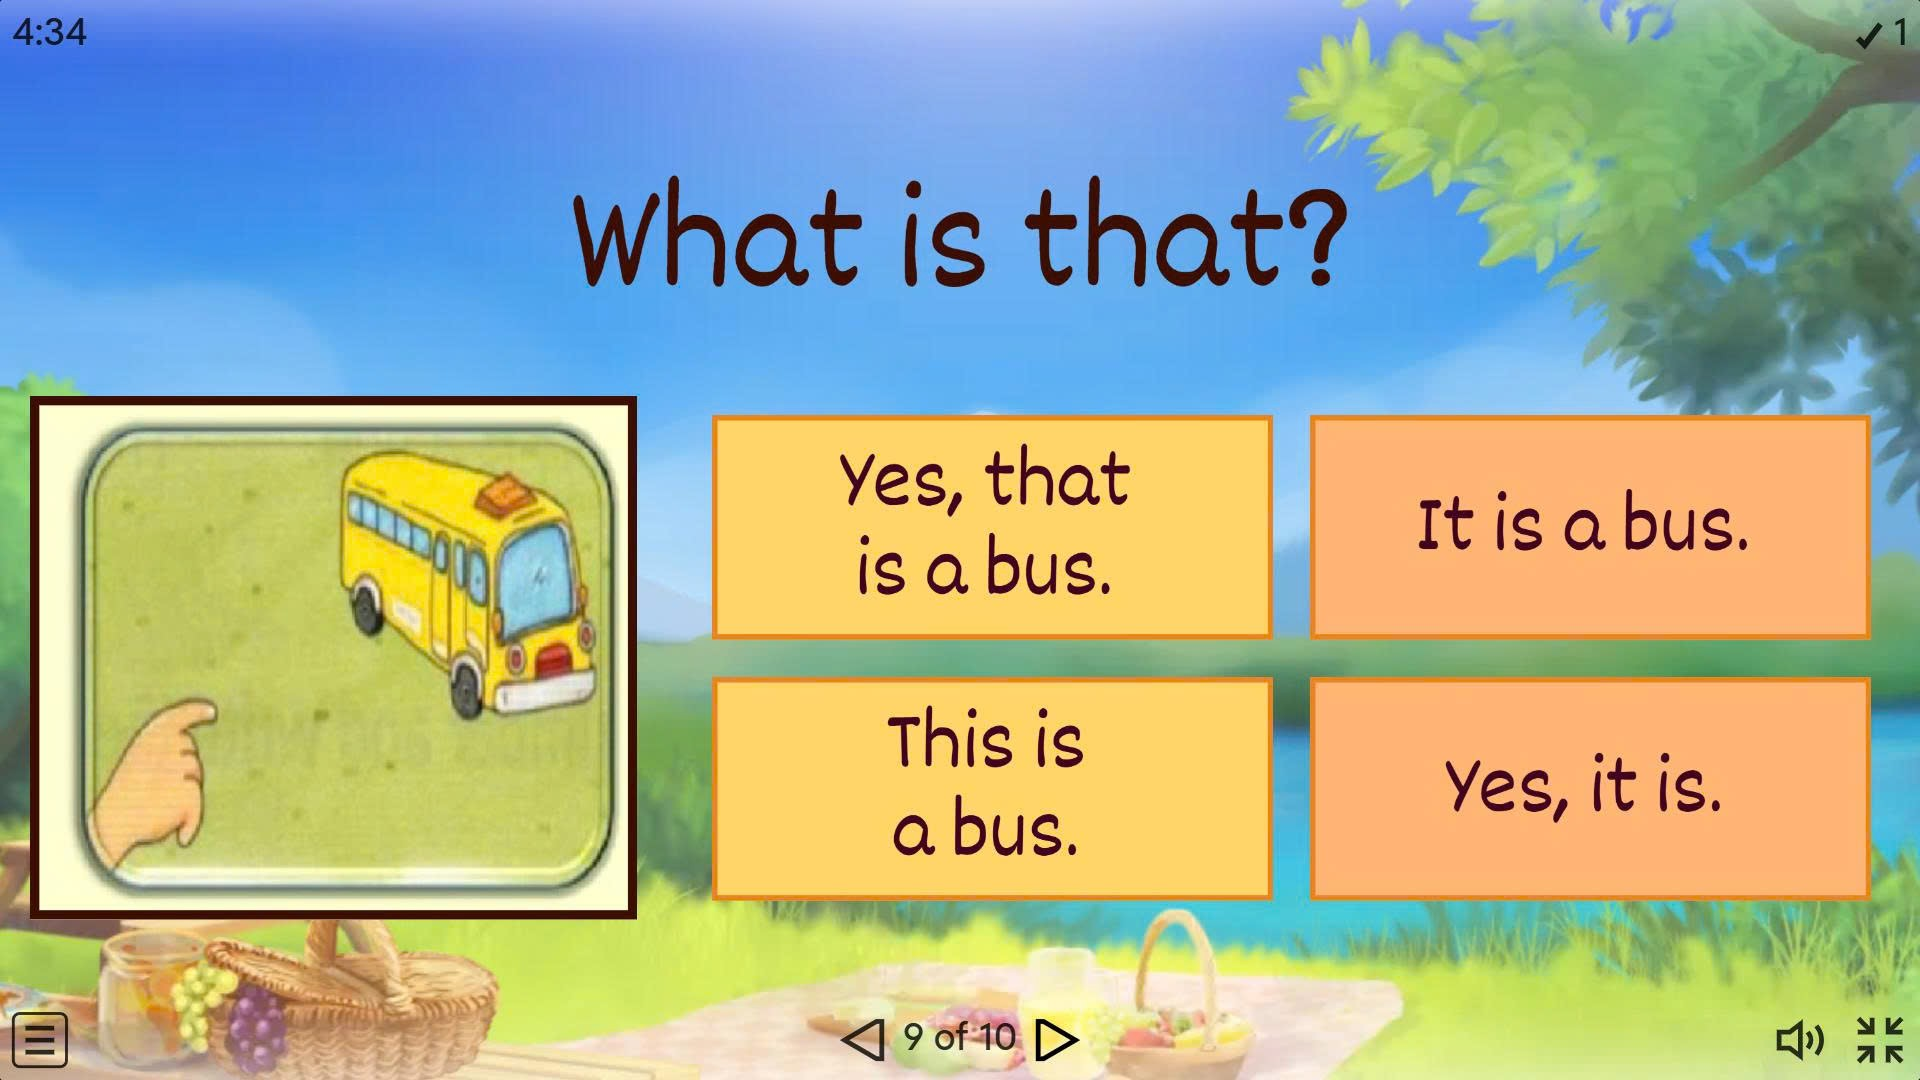 4:34
✓ 1
What is that?
Yes, that
is a bus.
It is a bus.
This is
a bus.
Yes, it is.
9 of 10